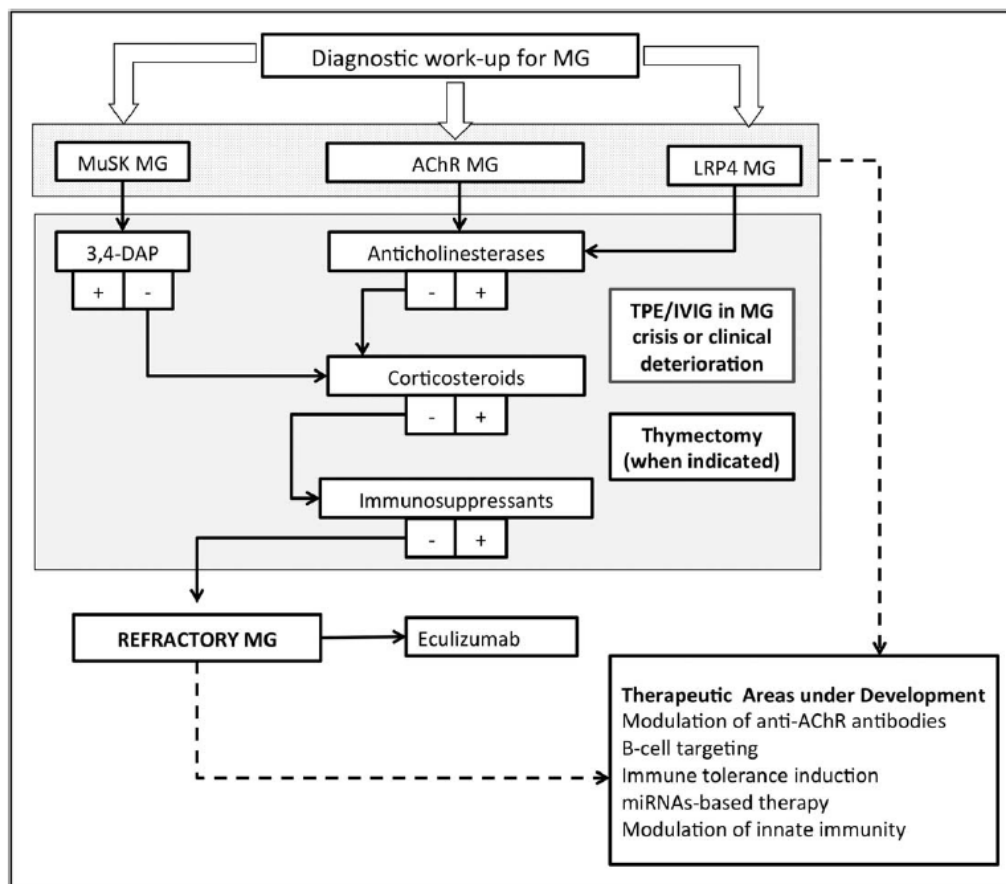 Diagnostic work-up for MG
MuSK MG
AChR MG
LRP4 MG
3,4-DAP
+ -
Anticholinesterases
- +
TPE/IVIG in MG
crisis or clinical
deterioration
Corticosteroids
- +
Thymectomy
(when indicated)
Immunosuppressants
- +
REFRACTORY MG
Eculizumab
Therapeutic Areas under Development
Modulation of anti-AChR antibodies
B-cell targeting
Immune tolerance induction
miRNAs-based therapy
Modulation of innate immunity